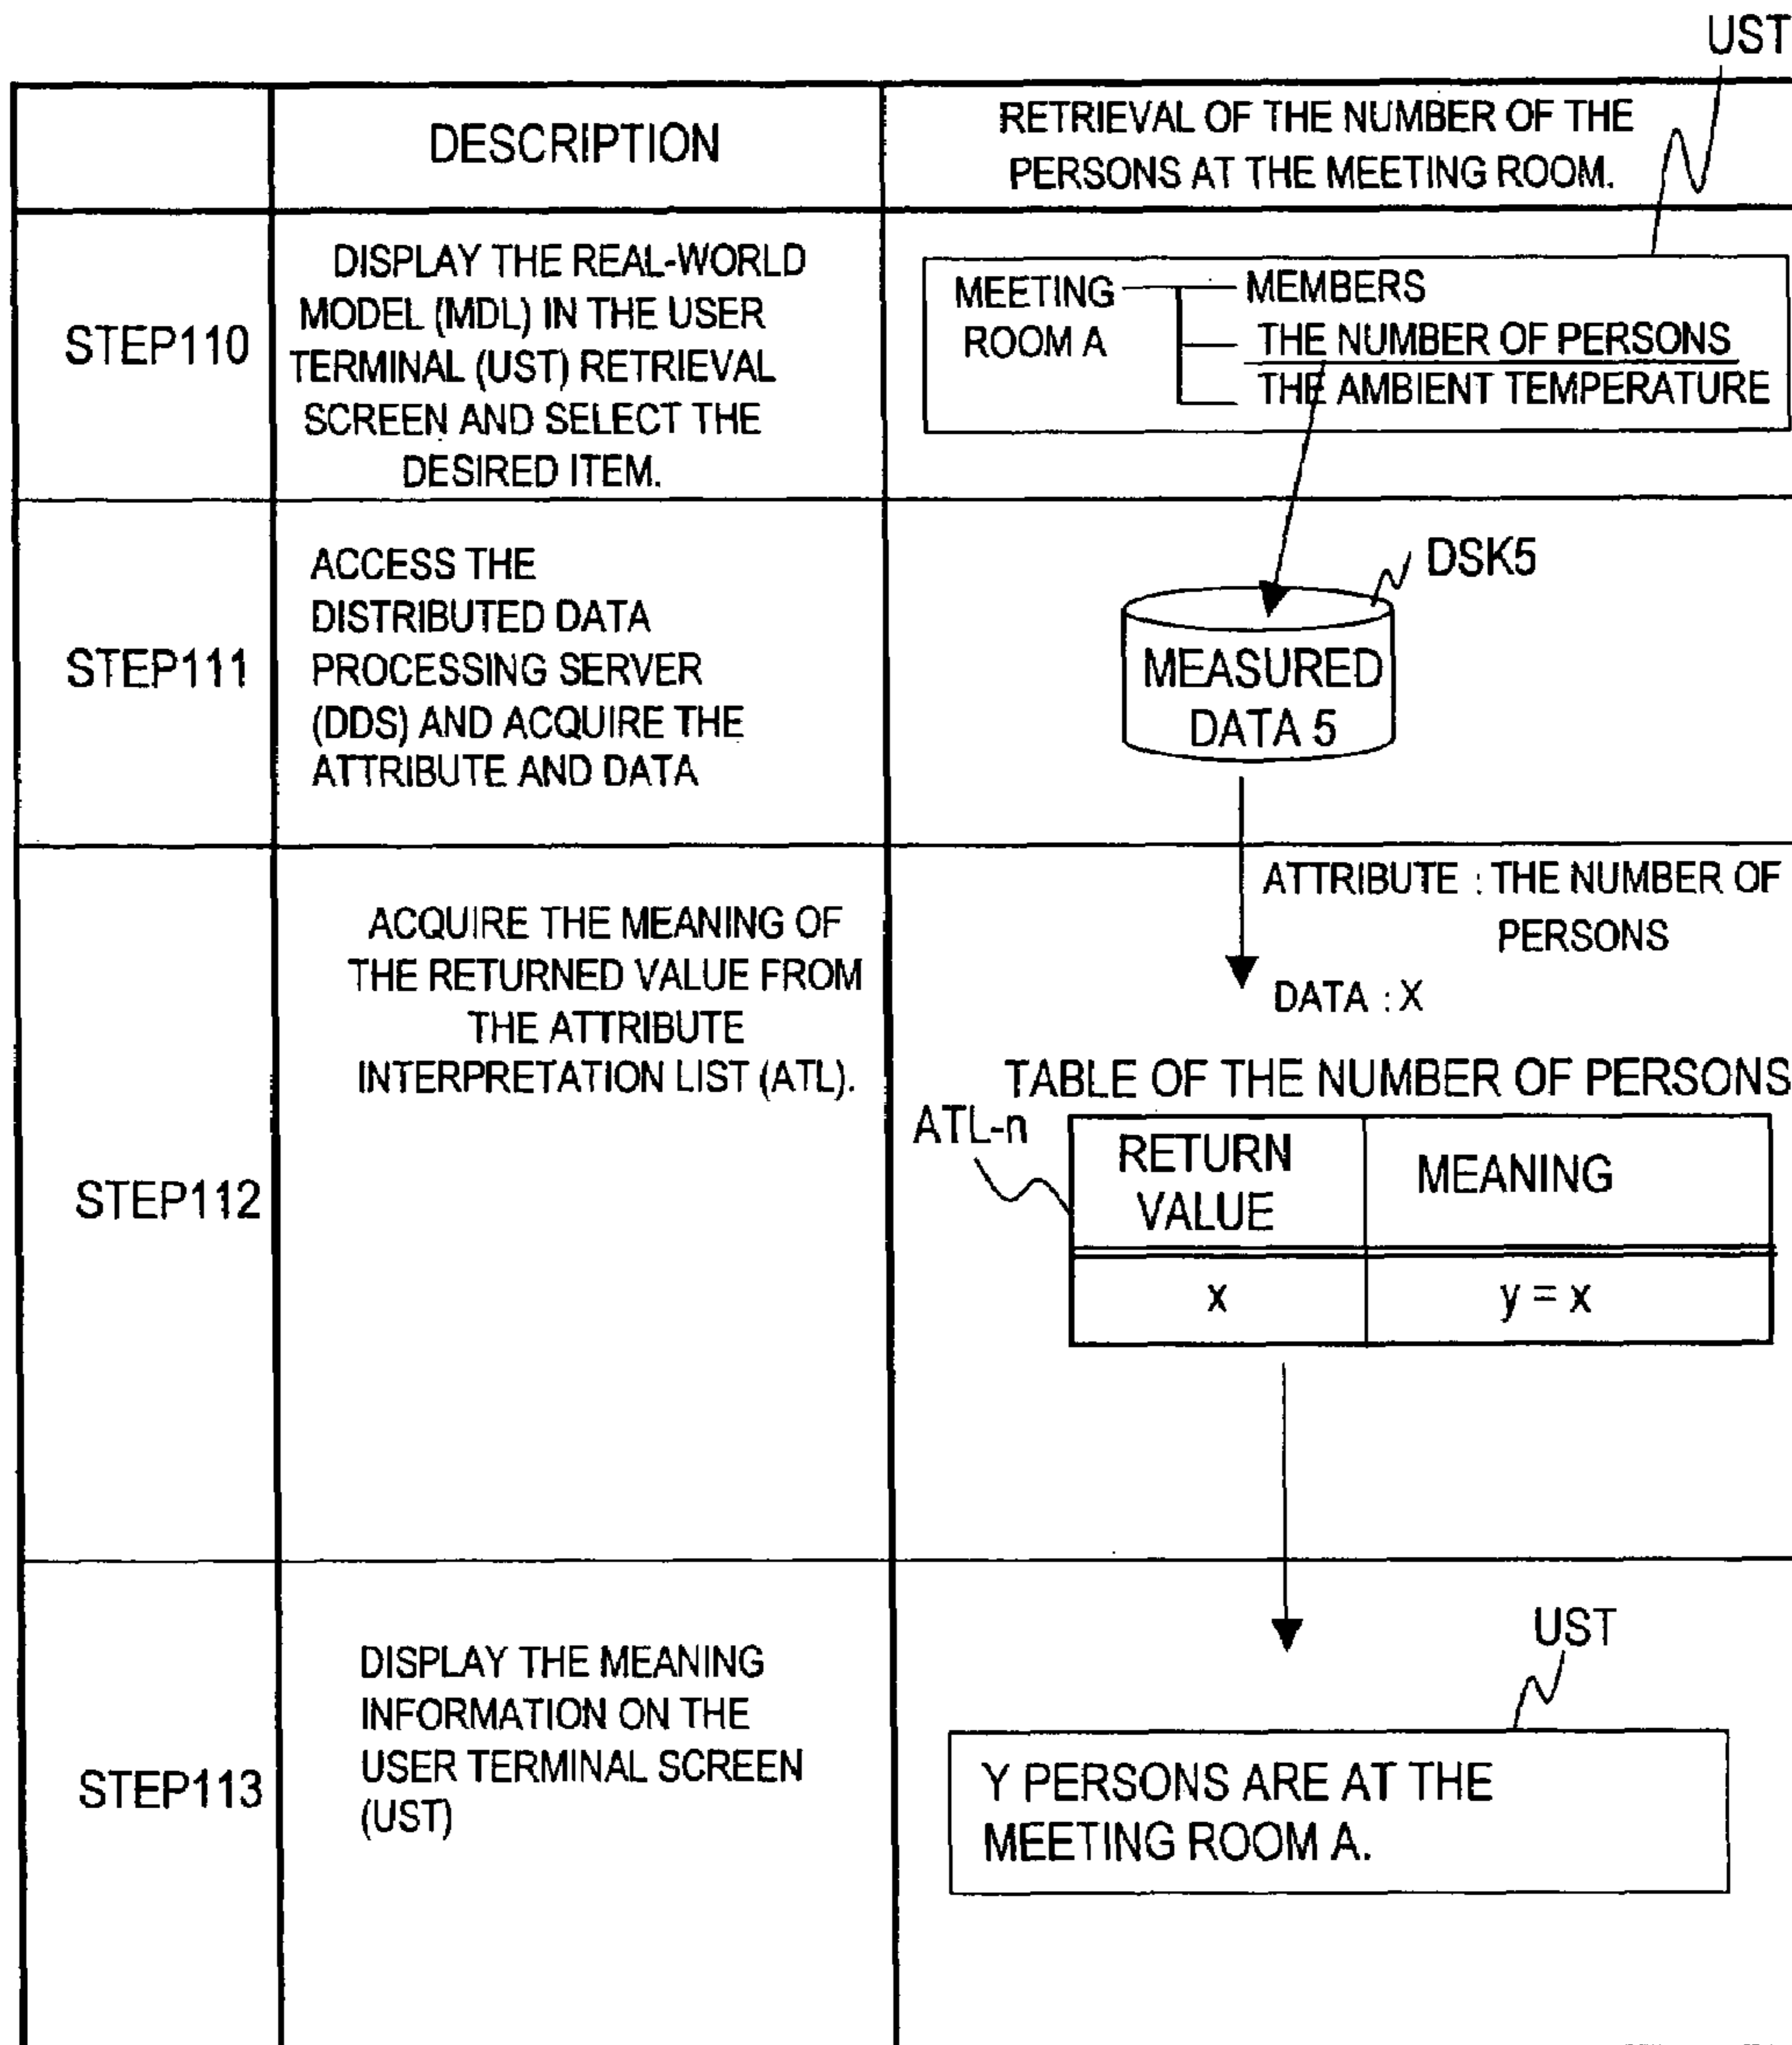 UST
DESCRIPTION
RETRIEVAL OF THE NUMBER OF THE
PERSONS AT THE MEETING ROOM.
STEP110
DISPLAY THE REAL-WORLD
MODEL (MDL) IN THE USER
TERMINAL (UST) RETRIEVAL
SCREEN AND SELECT THE
DESIRED ITEM.
MEETING
ROOM A
MEMBERS
THE NUMBER OF PERSONS
THE AMBIENT TEMPERATURE
STEP111
ACCESS THE
DISTRIBUTED DATA
PROCESSING SERVER
(DDS) AND ACQUIRE THE
ATTRIBUTE AND DATA
DSK5
MEASURED
DATA 5
STEP112
ACQUIRE THE MEANING OF
THE RETURNED VALUE FROM
THE ATTRIBUTE
INTERPRETATION LIST (ATL).
ATTRIBUTE : THE NUMBER OF
PERSONS
DATA : X
TABLE OF THE NUMBER OF PERSONS
ATL-n
RETURN
VALUE
MEANING
x
y = x
STEP113
DISPLAY THE MEANING
INFORMATION ON THE
USER TERMINAL SCREEN
(UST)
UST
Y PERSONS ARE AT THE
MEETING ROOM A.